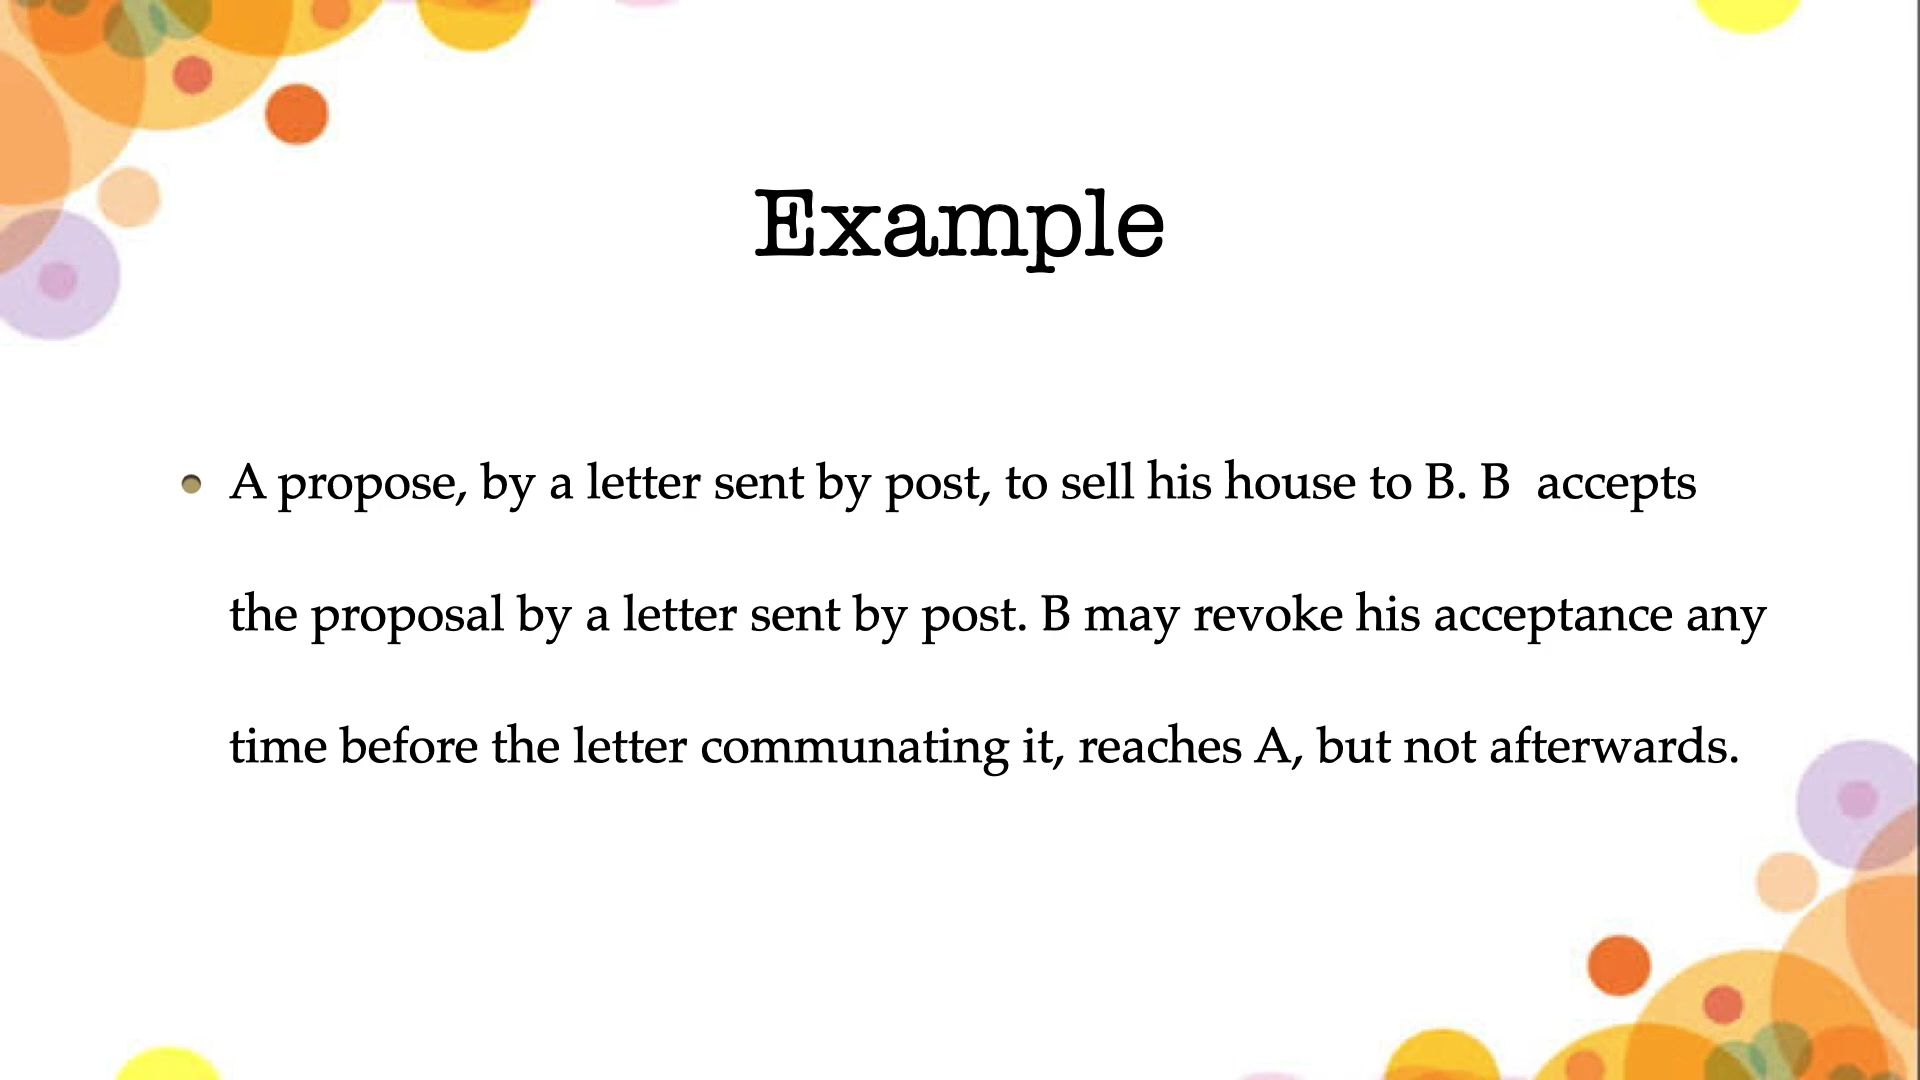 Example
• A propose, by a letter sent by post, to sell his house to B. B  accepts
the proposal by a letter sent by post. B may revoke his acceptance any
time before the letter communating it, reaches A, but not afterwards.